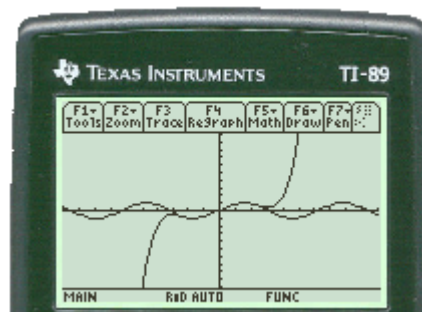 TEXAS INSTRUMENTS TI-89
F1 F2 F3 F4 F5 F6 F7
Tools Zoom Trace ReGraph Math Draw Pen
MAIN RAD AUTO FUNC